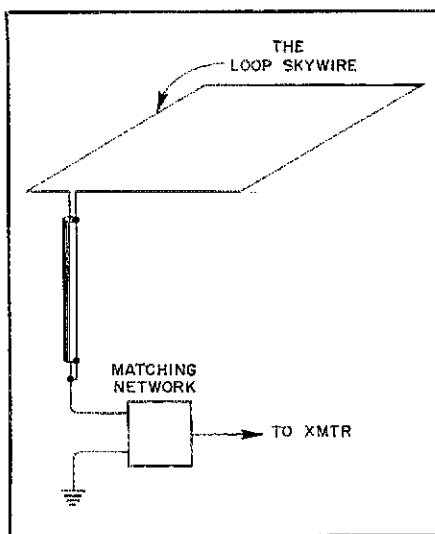 THE
LOOP SKYWIRE
MATCHING
NETWORK
TO XMTR